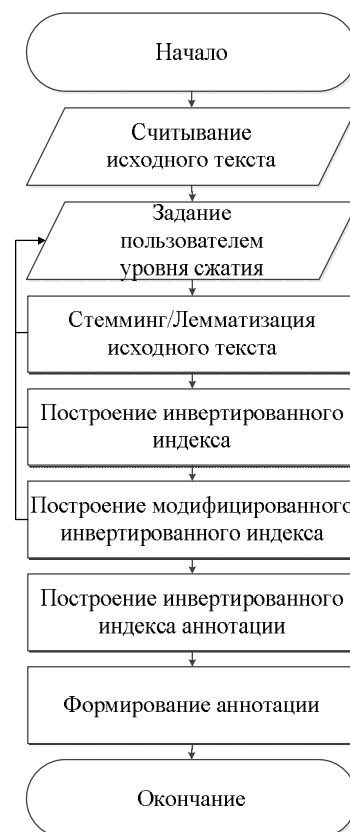 Начало
Считывание
исходного текста
Задание
пользователем
уровня сжатия
Стемминг/Лемматизация
исходного текста
Построение инвертированного
индекса
Построение модифицированного
инвертированного индекса
Построение инвертированного
индекса аннотации
Формирование аннотации
Окончание